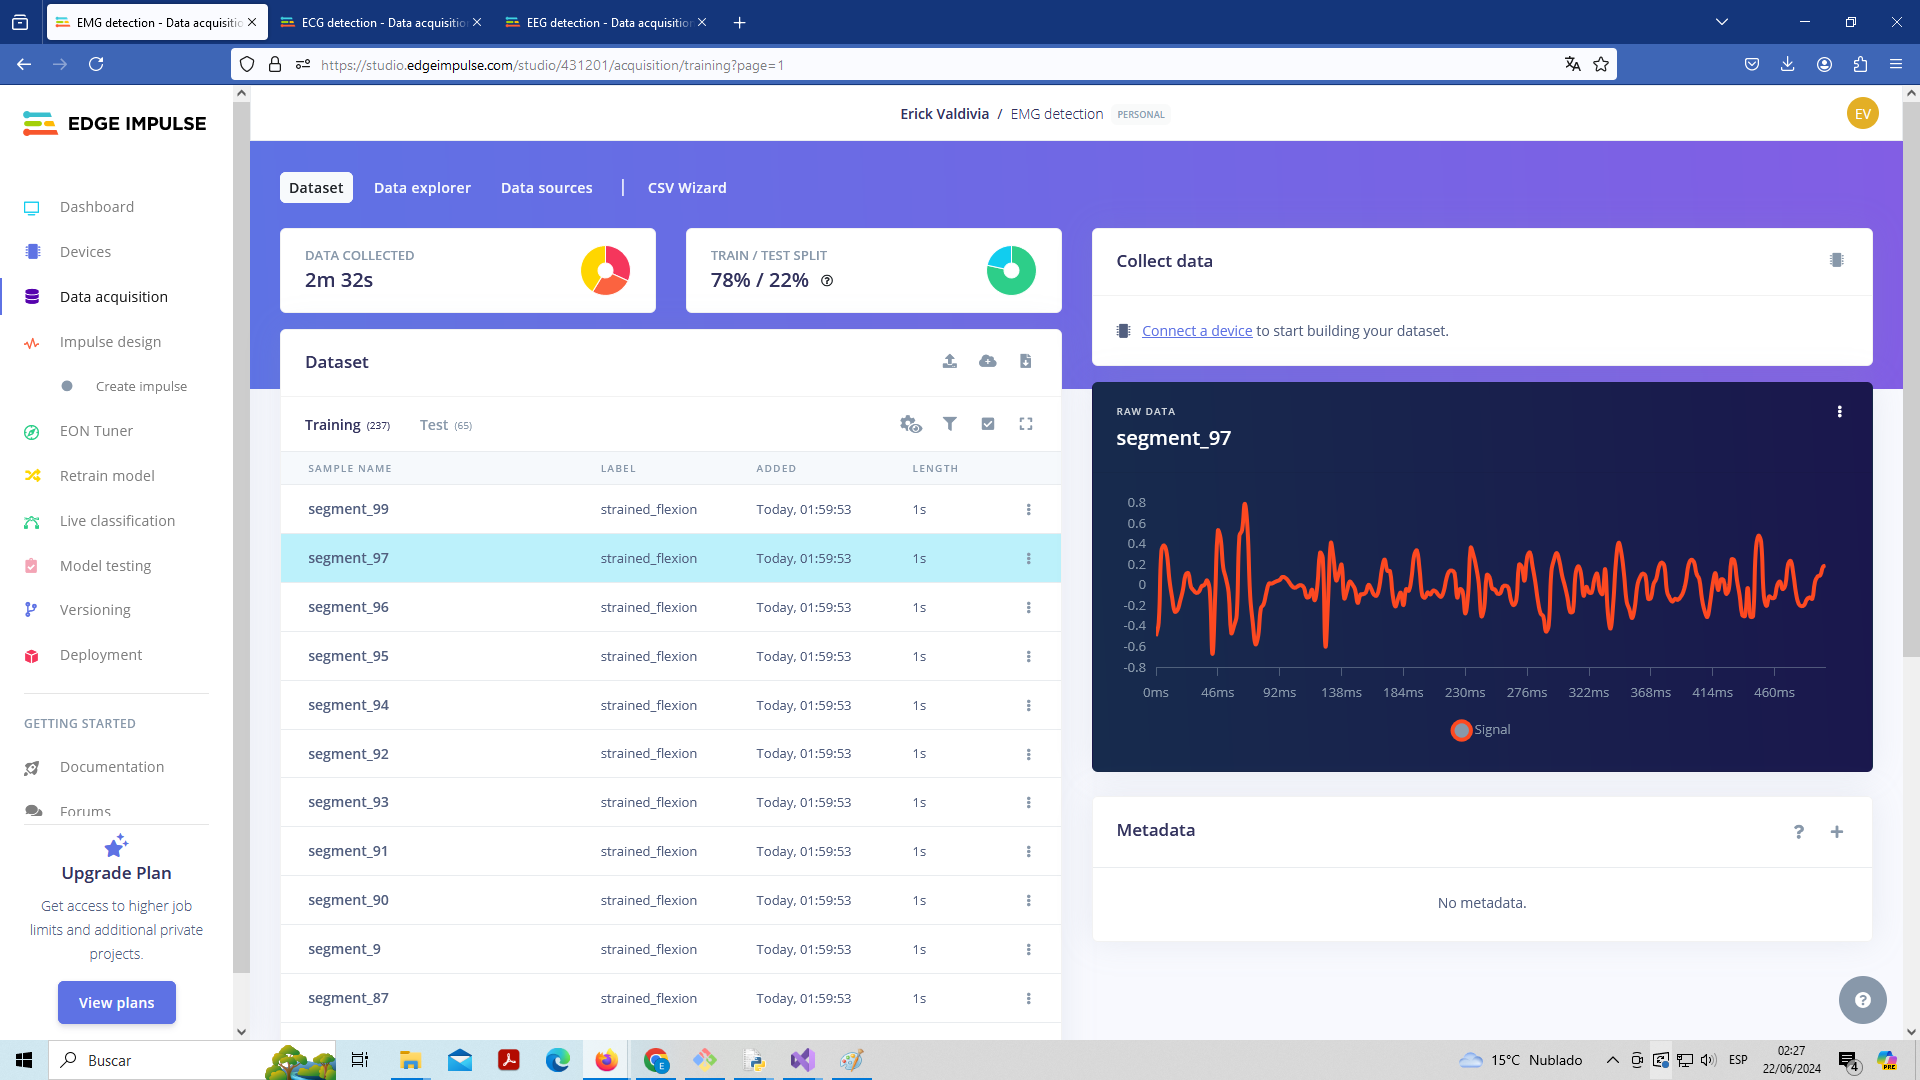 EMG detection - Data acquisitio
ECG detection - Data acquisitio
EEG detection - Data acquisition
https://studio.edgeimpulse.com/studio/431201/acquisition/training?page=1
EDGE IMPULSE
Erick Valdivia / EMG detection PERSONAL
EV
Dashboard
Devices
Data acquisition
Impulse design
Create impulse
EON Tuner
Retrain model
Live classification
Model testing
Versioning
Deployment
GETTING STARTED
Documentation
Forums
Upgrade Plan
Get access to higher job
limits and additional private
projects.
View plans
Dataset Data explorer Data sources | CSV Wizard
DATA COLLECTED
2m 32s
TRAIN / TEST SPLIT
78% / 22%
Dataset
Training (237) Test (65)
SAMPLE NAME LABEL ADDED LENGTH
segment_99 strained_flexion Today, 01:59:53 1s
segment_97 strained_flexion Today, 01:59:53 1s
segment_96 strained_flexion Today, 01:59:53 1s
segment_95 strained_flexion Today, 01:59:53 1s
segment_94 strained_flexion Today, 01:59:53 1s
segment_92 strained_flexion Today, 01:59:53 1s
segment_93 strained_flexion Today, 01:59:53 1s
segment_91 strained_flexion Today, 01:59:53 1s
segment_90 strained_flexion Today, 01:59:53 1s
segment_9 strained_flexion Today, 01:59:53 1s
segment_87 strained_flexion Today, 01:59:53 1s
Collect data
Connect a device to start building your dataset.
RAW DATA
segment_97
0.8
0.6
0.4
0.2
0
-0.2
-0.4
-0.6
-0.8
0ms 46ms 92ms 138ms 184ms 230ms 276ms 322ms 368ms 414ms 460ms
Signal
Metadata
?
+
No metadata.
?
Buscar
15°C Nublado
ESP
02:27
22/06/2024
4
PRE